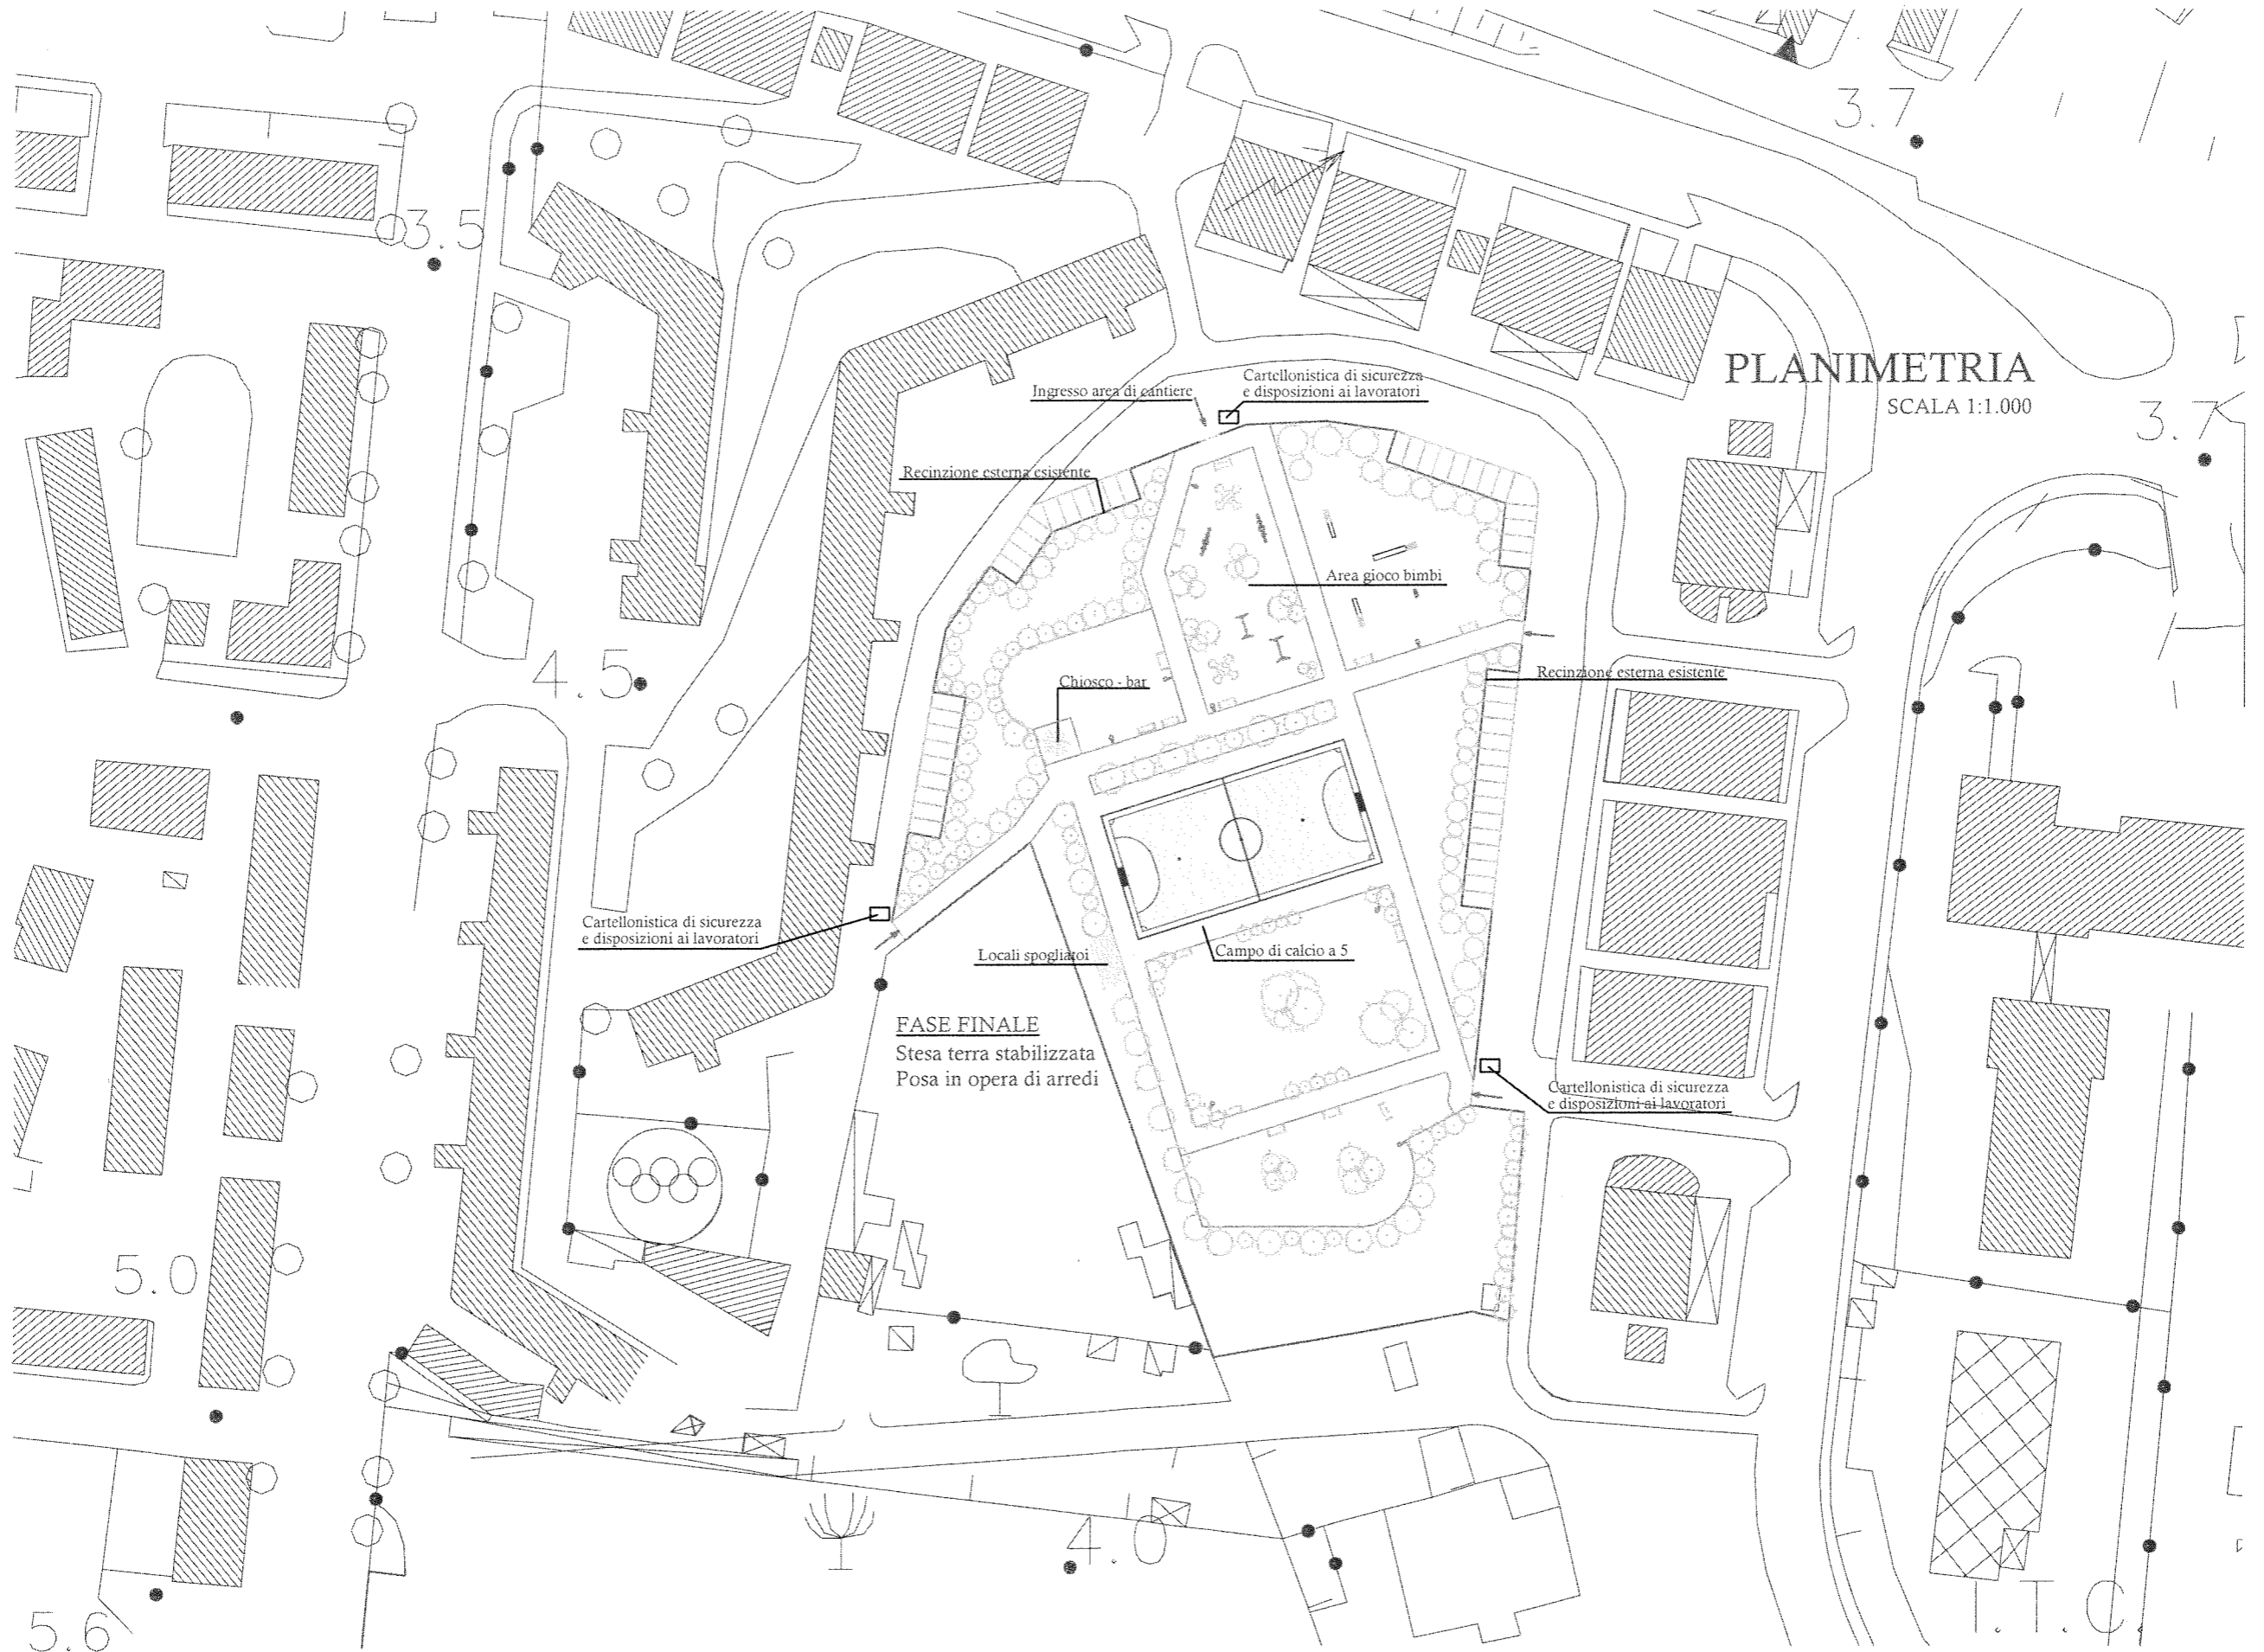 3.7
3.5
PLANIMETRIA
SCALA 1:1.000
Ingresso area di cantiere
Cartellonistica di sicurezza
e disposizioni ai lavoratori
3.7
Recinzione esterna esistente
Area gioco bimbi
4.5
Chiosco - bar
Recinzione esterna esistente
Cartellonistica di sicurezza
e disposizioni ai lavoratori
Locali spogliatoi
Campo di calcio a 5
FASE FINALE
Stesa terra stabilizzata
Posa in opera di arredi
Cartellonistica di sicurezza
e disposizioni ai lavoratori
5.0
4.0
5.6
I.T.C.